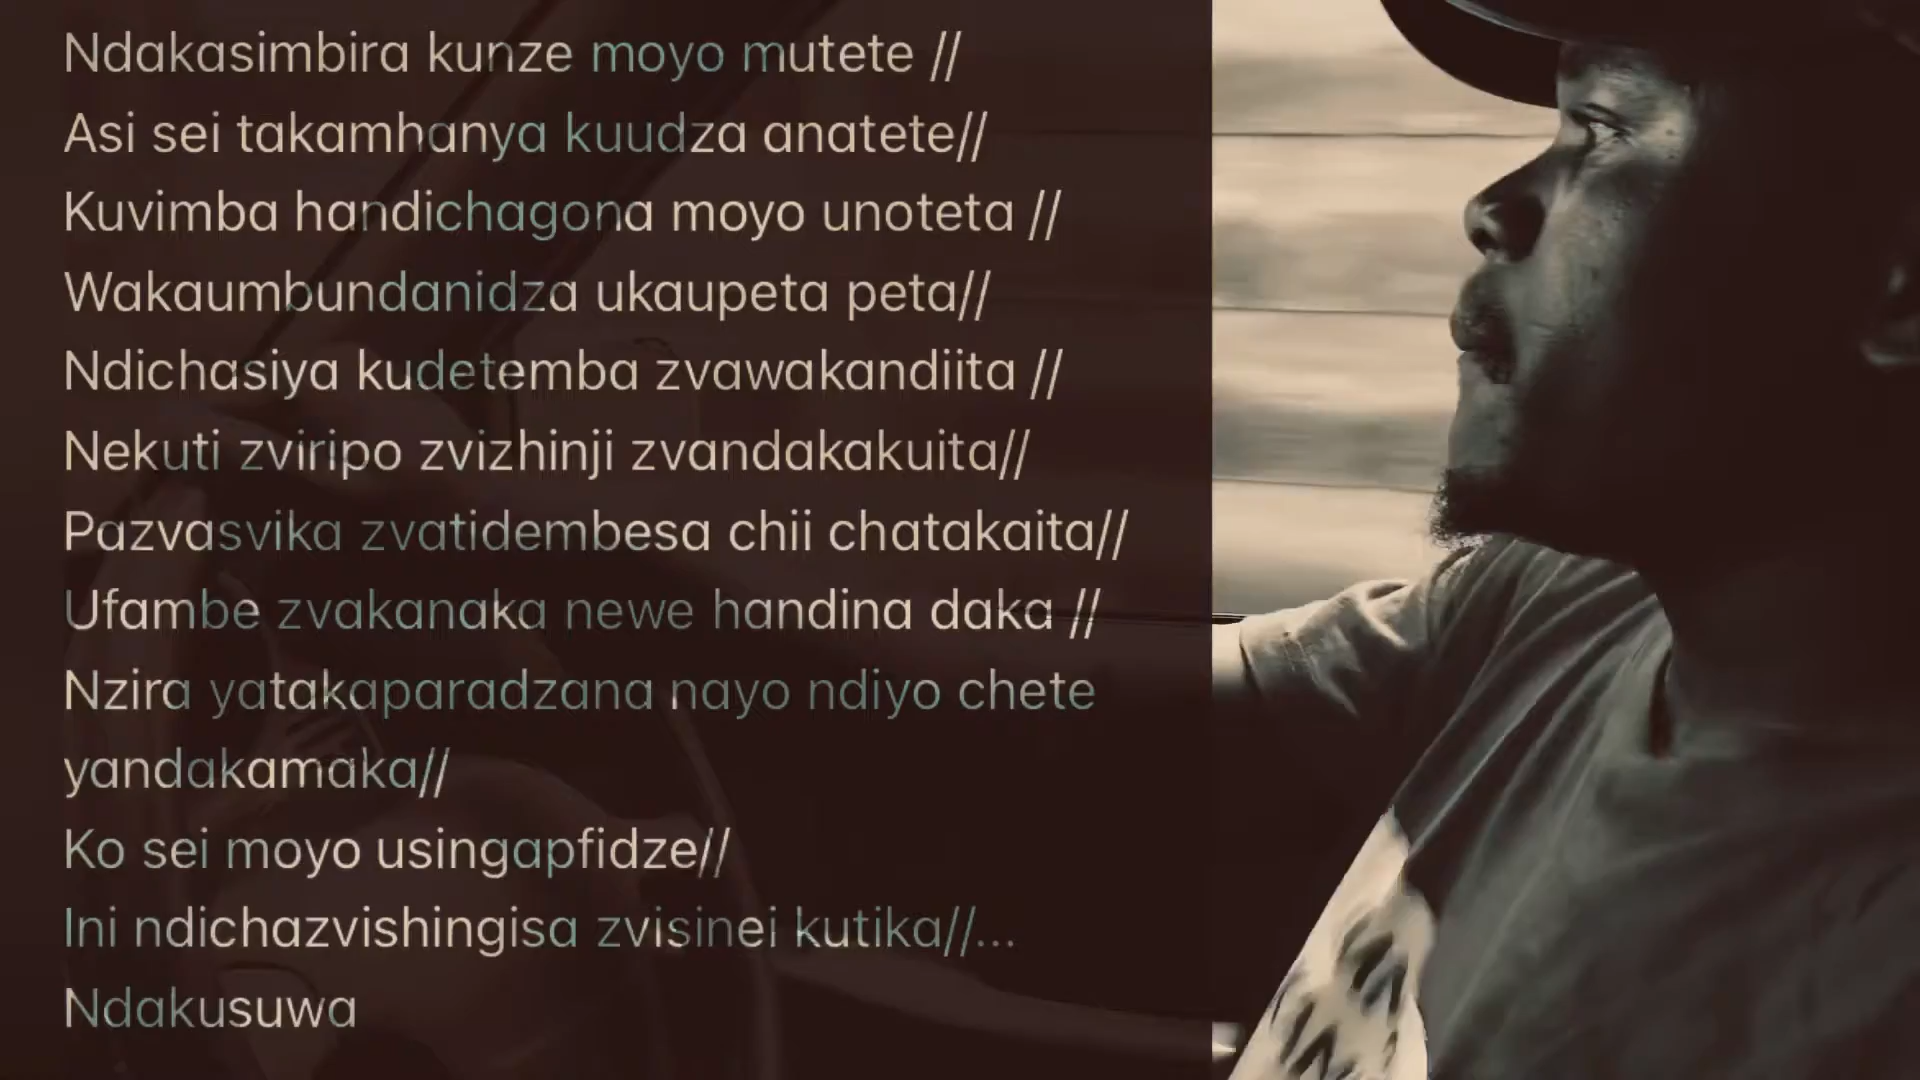 Ndakasimbira kunze moyo mutete //
Asi sei takamhanya kuudza anatete//
Kuvimba handichagona moyo unoteta //
Wakaumbundanidza ukaupeta peta//
Ndichasiya kudetemba zvawakandiita //
Nekuti zviripo zvizhinji zvandakakuita//
Pazvasvika zvatidembesa chii chatakaita//
Ufambe zvakanaka newe handina daka //
Nzira yatakaparadzana nayo ndiyo chete
yandakamaka//
Ko sei moyo usingapfidze//
Ini ndichazvishingisa zvisinei kutika//...
Ndakusuwa